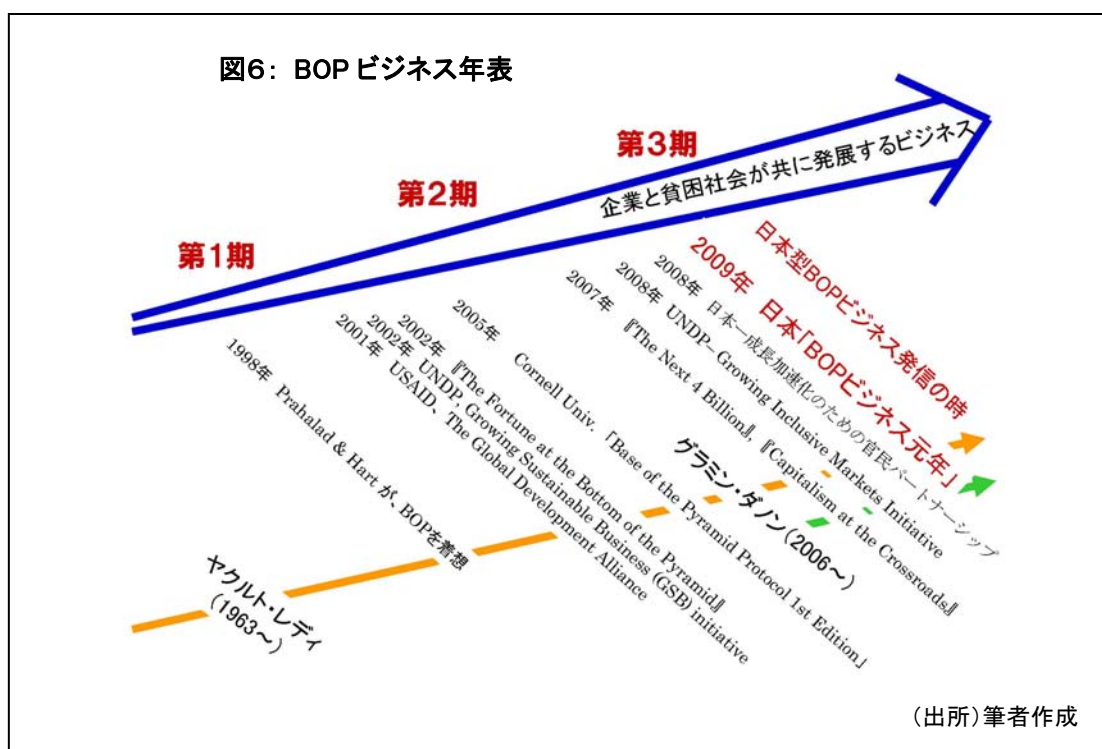 図6： BOP ビジネス年表
第1期
第2期
第3期
企業と貧困社会が共に発展するビジネス
1998年 Prahalad & Hart が、BOPを着想
2001年 USAID、The Global Development Alliance
2002年 UNDP, Growing Sustainable Business (GSB) initiative
2002年 『The Fortune at the Bottom of the Pyramid』
2005年 Cornell Univ. 「Base of the Pyramid Protocol 1st Edition」
2007年 『The Next 4 Billion』, 『Capitalism at the Crossroads』
2008年 UNDP–Growing Inclusive Markets Initiative
2008年 日本―成長加速化のための官民パートナーシップ
2009年 日本「BOPビジネス元年」
日本型BOPビジネス発信の時
ヤクルト・レディ
（1963～）
グラミン・ダノン（2006～）
（出所）筆者作成